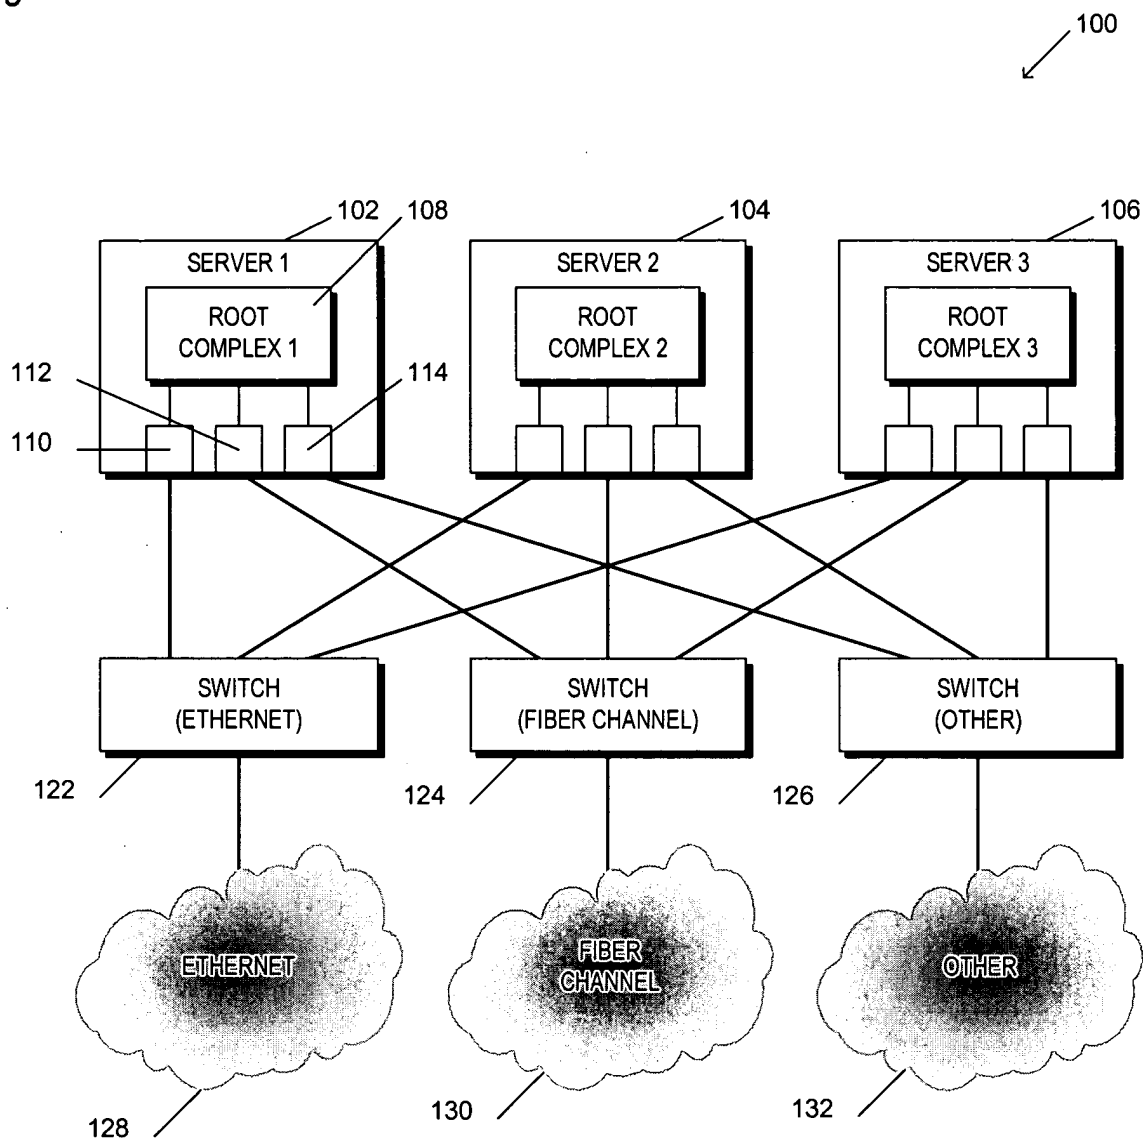 100
102
108
104
106
SERVER 1
SERVER 2
SERVER 3
ROOT
COMPLEX 1
ROOT
COMPLEX 2
ROOT
COMPLEX 3
112
114
110
SWITCH
(ETHERNET)
SWITCH
(FIBER CHANNEL)
SWITCH
(OTHER)
122
124
126
ETHERNET
FIBER
CHANNEL
OTHER
128
130
132